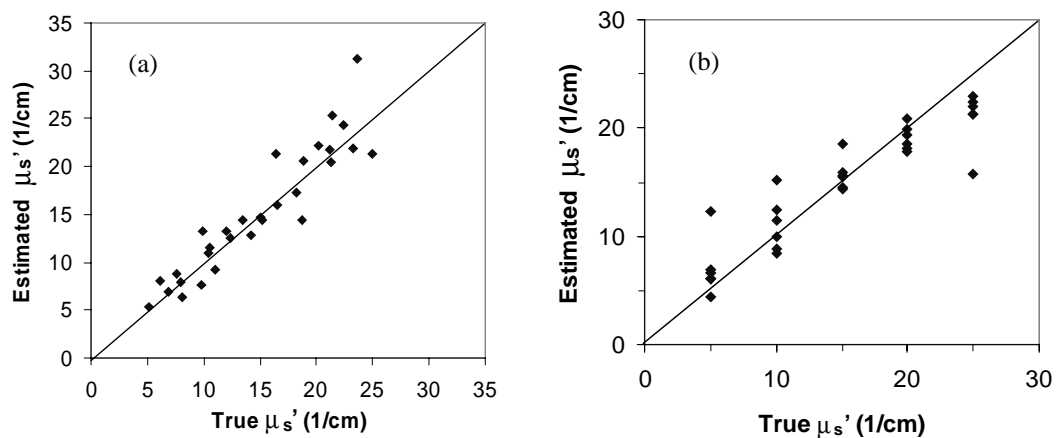 (a)
Estimated μs’ (1/cm)
35
30
25
20
15
10
5
0
0 5 10 15 20 25 30 35
True μs’ (1/cm)
(b)
Estimated μs’ (1/cm)
30
20
10
0
0 10 20 30
True μs’ (1/cm)